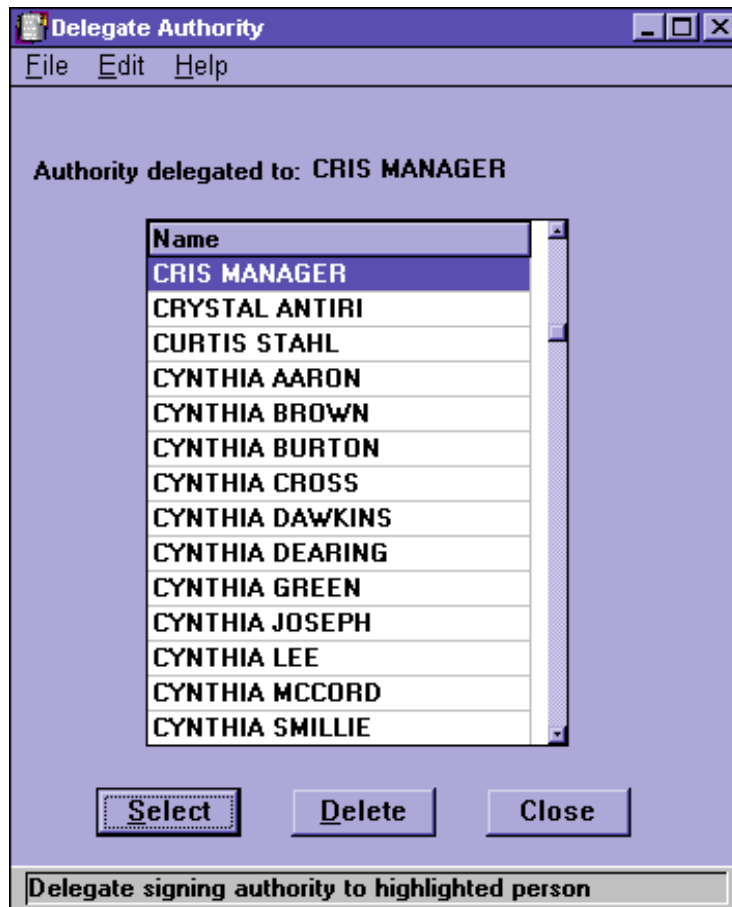 Delegate Authority
File Edit Help
Authority delegated to: CRIS MANAGER
Name
CRIS MANAGER
CRYSTAL ANTIRI
CURTIS STAHL
CYNTHIA AARON
CYNTHIA BROWN
CYNTHIA BURTON
CYNTHIA CROSS
CYNTHIA DAWKINS
CYNTHIA DEARING
CYNTHIA GREEN
CYNTHIA JOSEPH
CYNTHIA LEE
CYNTHIA MCCORD
CYNTHIA SMILLIE
Select Delete Close
Delegate signing authority to highlighted person